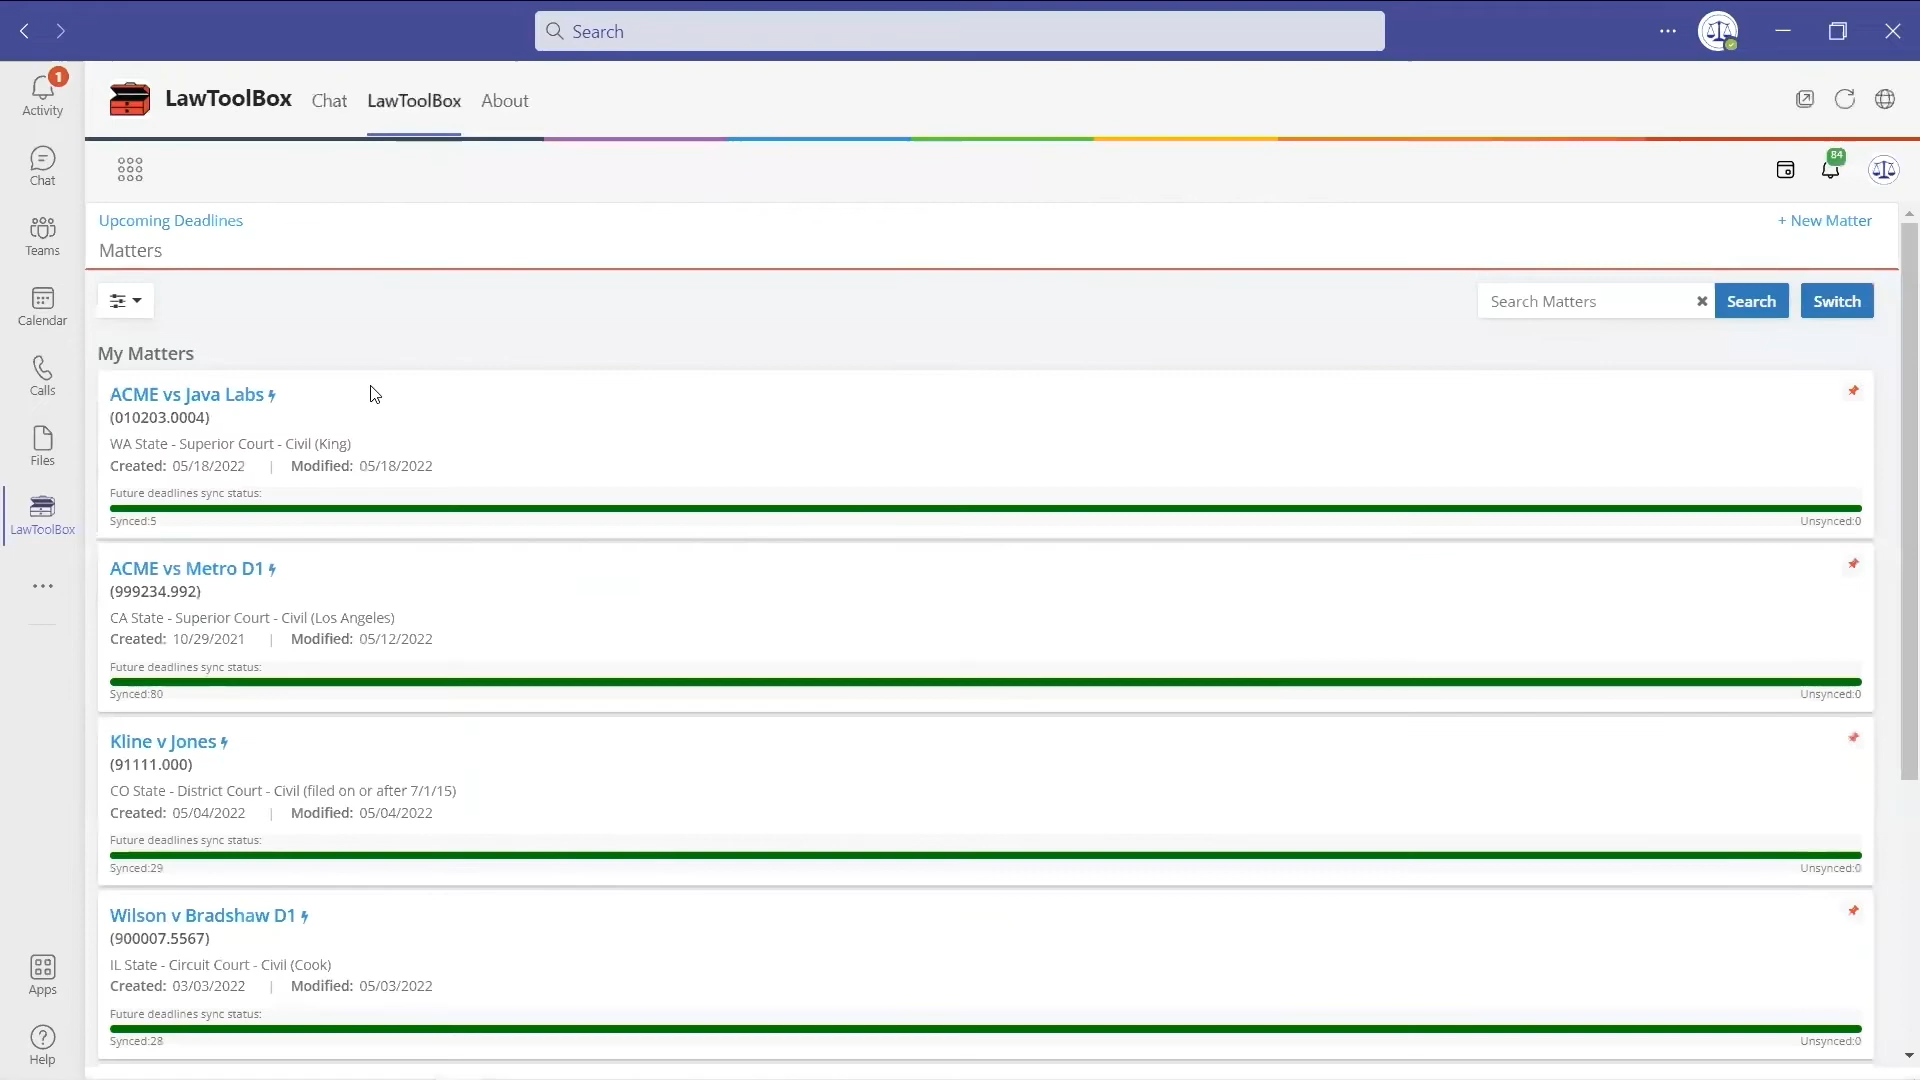 Search
1
Activity
LawToolBox
Chat
LawToolBox
About
Chat
84
Teams
Upcoming Deadlines
+ New Matter
Matters
Calendar
Search Matters
Search
Switch
My Matters
Calls
ACME vs Java Labs
(010203.0004)
WA State - Superior Court - Civil (King)
Created: 05/18/2022 | Modified: 05/18/2022
Future deadlines sync status:
Synced:5
Unsynced:0
Files
LawToolBox
ACME vs Metro D1
(999234.992)
CA State - Superior Court - Civil (Los Angeles)
Created: 10/29/2021 | Modified: 05/12/2022
Future deadlines sync status:
Synced:80
Unsynced:0
Kline v Jones
(91111.000)
CO State - District Court - Civil (filed on or after 7/1/15)
Created: 05/04/2022 | Modified: 05/04/2022
Future deadlines sync status:
Synced:29
Unsynced:0
Wilson v Bradshaw D1
(900007.5567)
IL State - Circuit Court - Civil (Cook)
Created: 03/03/2022 | Modified: 05/03/2022
Future deadlines sync status:
Synced:28
Unsynced:0
Apps
Help